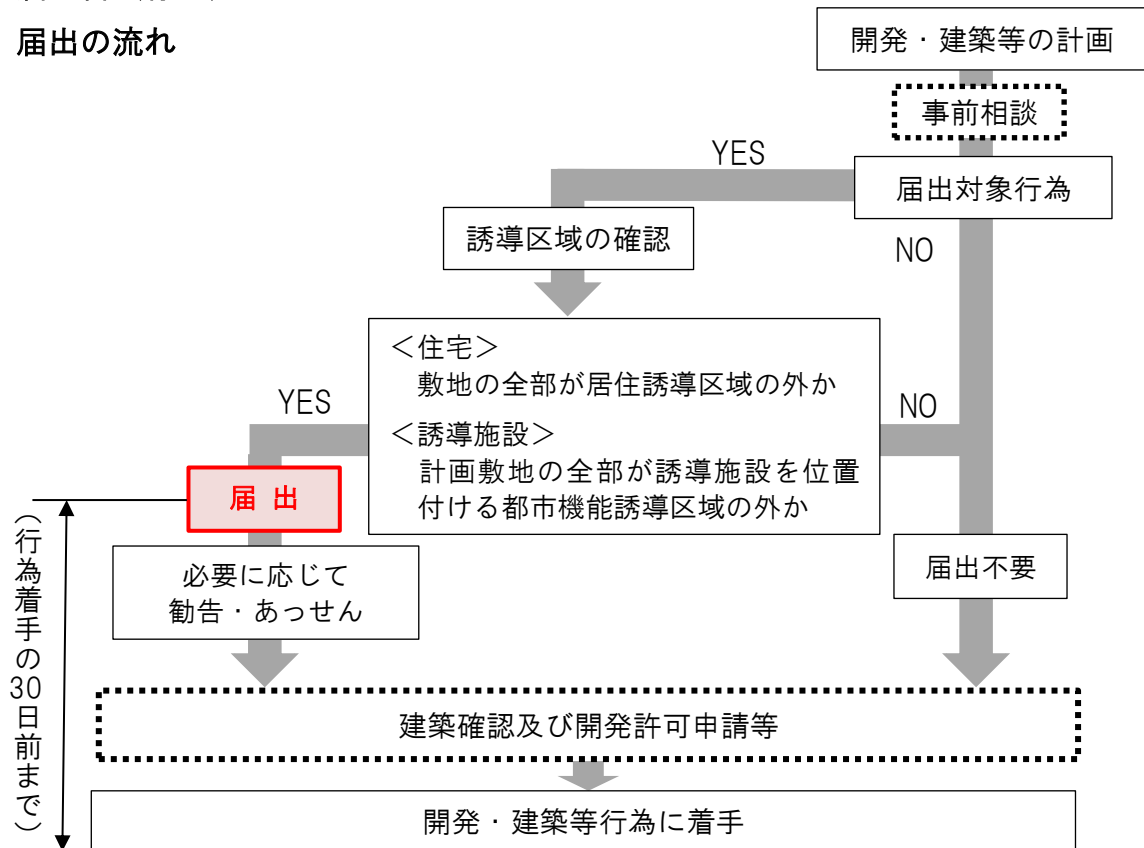 届出の流れ
開発・建築等の計画
事前相談
届出対象行為
YES
NO
誘導区域の確認
＜住宅＞
敷地の全部が居住誘導区域の外か
＜誘導施設＞
計画敷地の全部が誘導施設を位置
付ける都市機能誘導区域の外か
YES
NO
届出
必要に応じて
勧告・あっせん
届出不要
（行為着手の30日前まで）
建築確認及び開発許可申請等
開発・建築等行為に着手